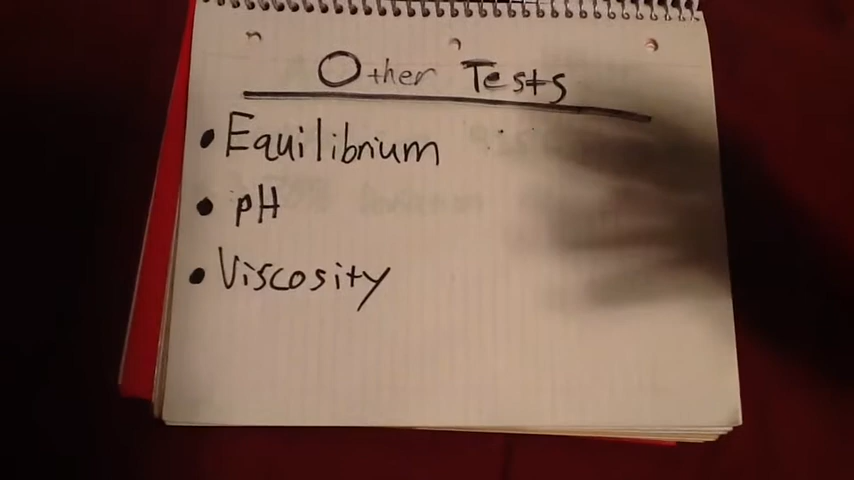 Other Tests
• Equilibrium
• pH
• Viscosity